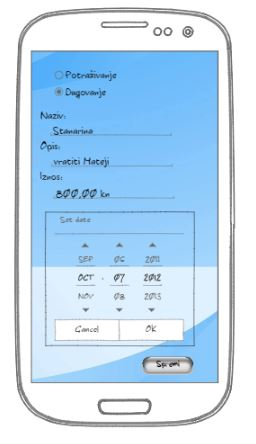 Potraživanje
Dugovanje
Naziv:
Stanarina
Opis:
vratiti Mateji
Iznos:
800,00 kn
Set date
SEP 06 2011
OCT 07 2012
NOV 08 2013
Cancel OK
Spremi